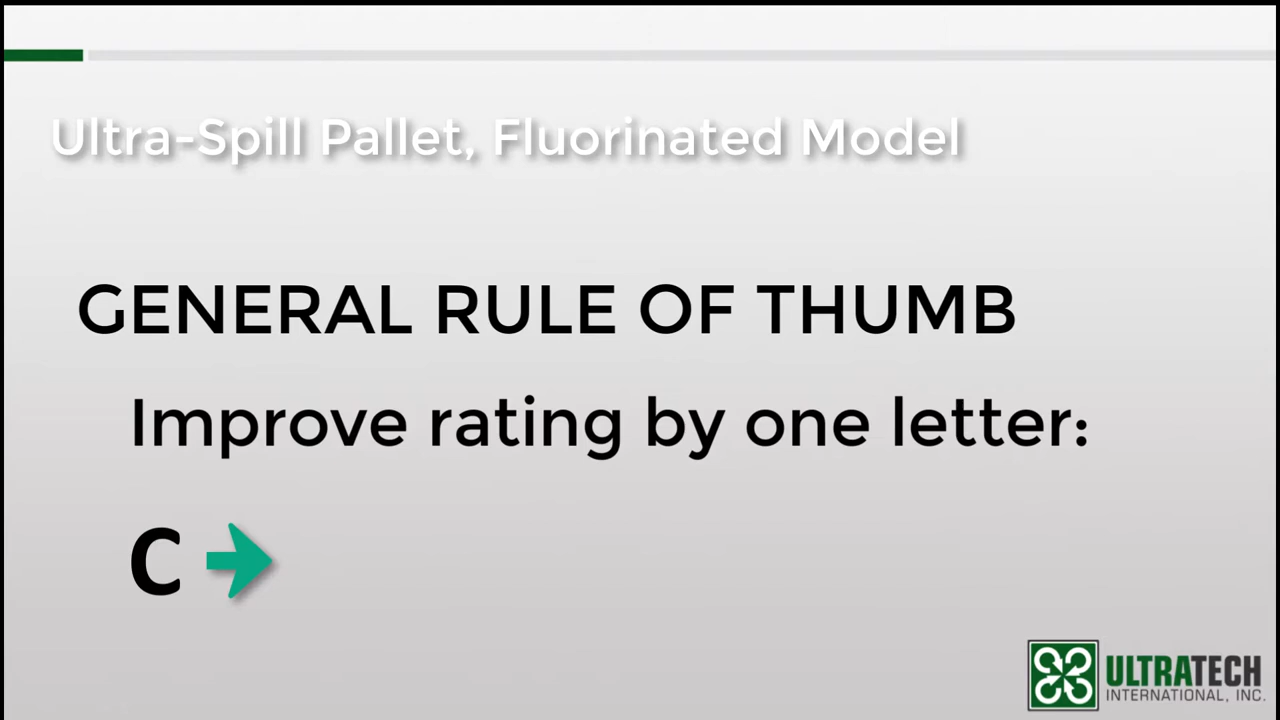 Ultra-Spill Pallet, Fluorinated Model
GENERAL RULE OF THUMB
Improve rating by one letter:
C
ULTRATECH
INTERNATIONAL, INC.